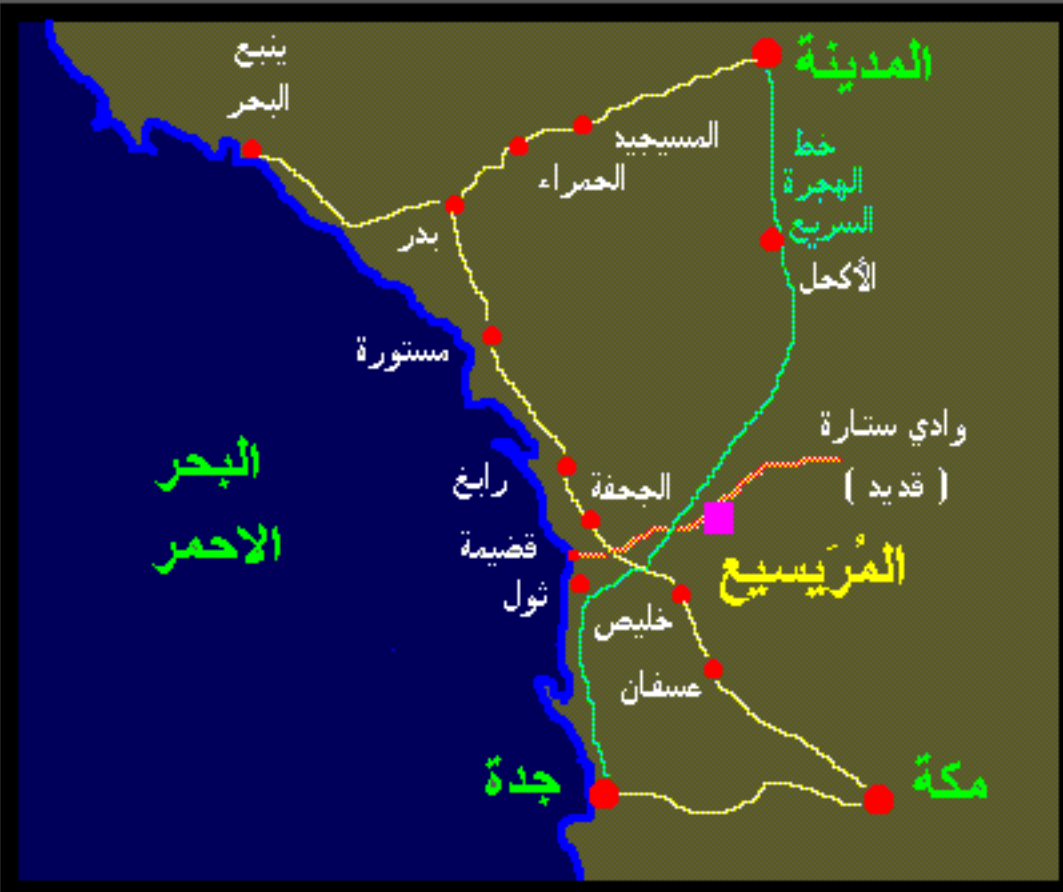 المدينة
ينبع
البحر
المسيجيد
الحمراء
خط
الهجرة
السريع
بدر
الأكحل
مستورة
وادي ستارة
( قديد )
البحر
الاحمر
رابغ
الجحفة
قضيمة
المُرَيسيع
ثول
خليص
عسفان
جدة
مكة